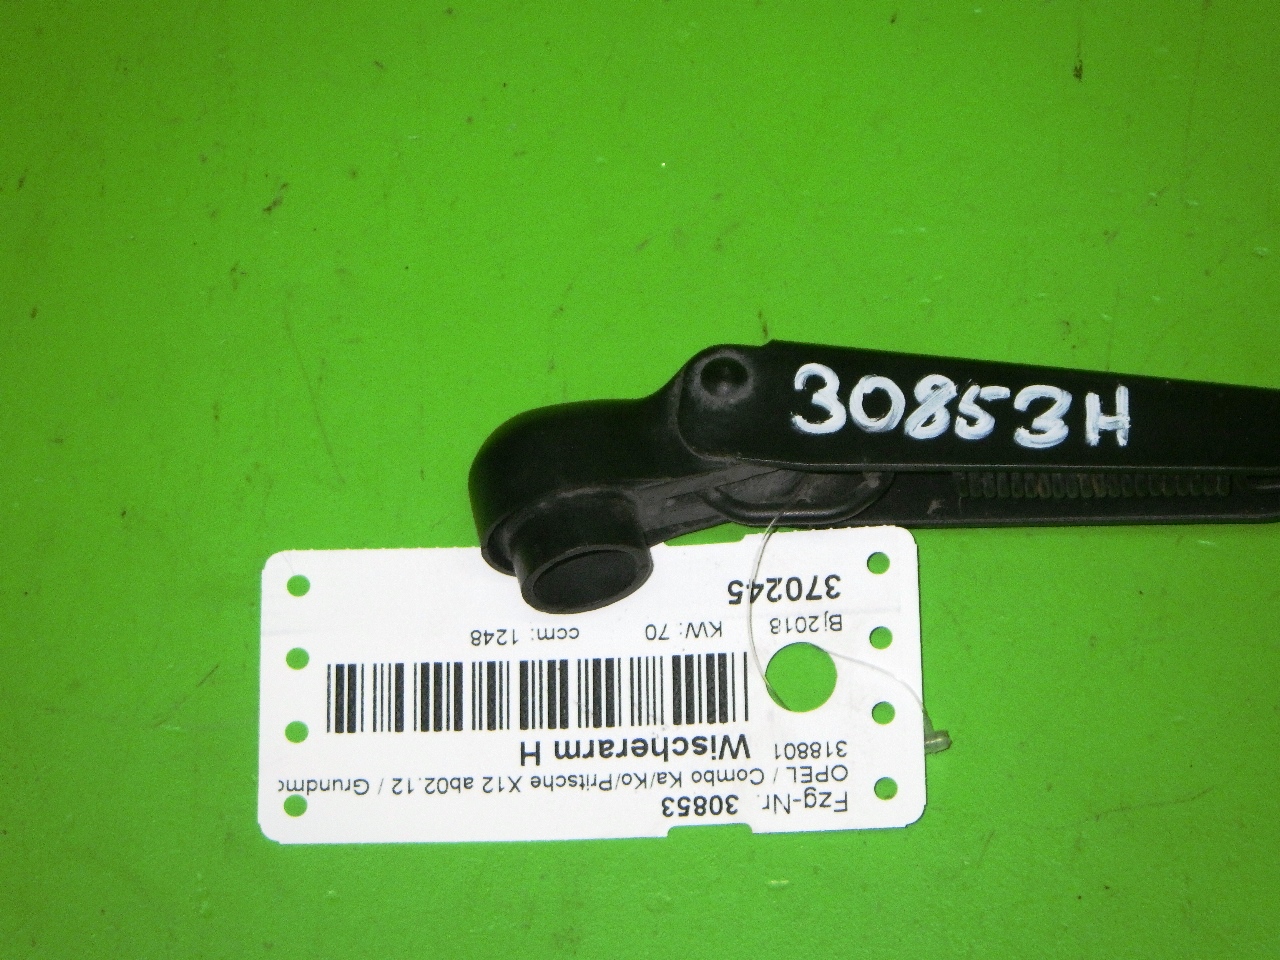 30853H
Fzg-Nr. 30853
OPEL / Combo Ka/Ko/Pritsche X12 ab02.12 / Grundmo
318801
Wischerarm H
Bj2018 KW: 70 ccm: 1248
370245